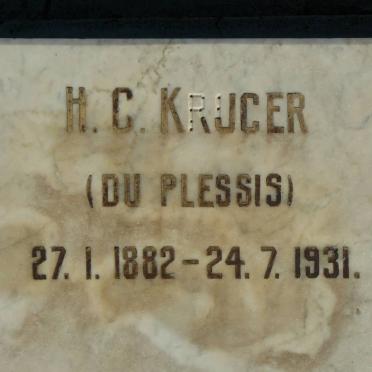 H. C. KRUGER
(DU PLESSIS)
27. 1. 1882 - 24. 7. 1931.